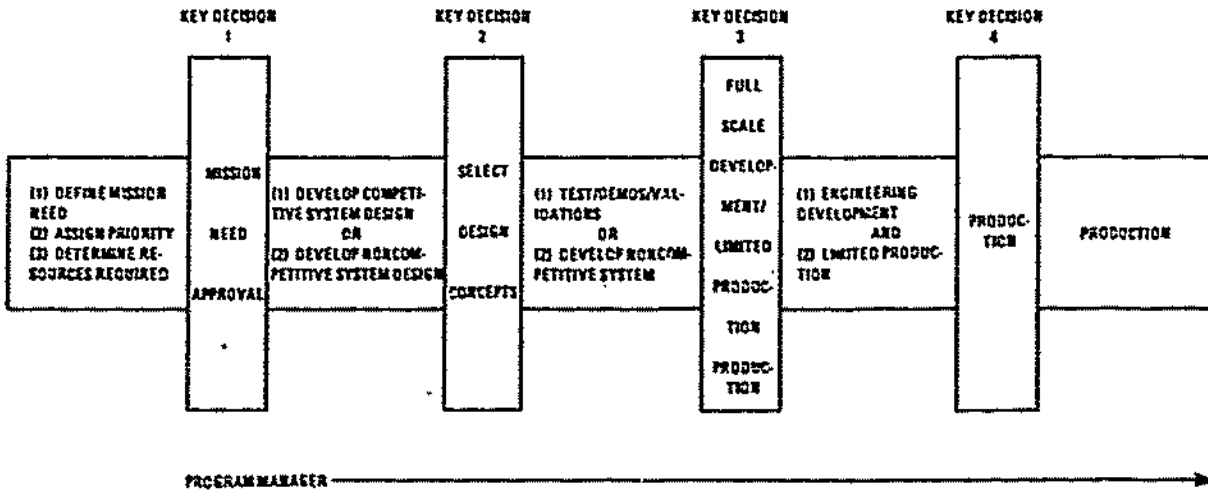 KEY DECISION
1
KEY DECISION
2
KEY DECISION
3
KEY DECISION
4
(1) DEFINE MISSION
NEED
(2) ASSIGN PRIORITY
(3) DETERMINE RE-
SOURCES REQUIRED
MISSION
NEED
APPROVAL
(1) DEVELOP COMPETI-
TIVE SYSTEM DESIGN
OR
(2) DEVELOP NONCOM-
PETITIVE SYSTEM DESIGN
SELECT
DESIGN
CONCEPTS
(1) TEST/DEMOS/VAL-
IDATIONS
OR
(2) DEVELOP NONCOM-
PETITIVE SYSTEM
FULL
SCALE
DEVELOP-
MENT/
LIMITED
PRODUC-
TION
PRODUC-
TION
(1) ENGINEERING
DEVELOPMENT
AND
(2) LIMITED PRODUC-
TION
PRODUC-
TION
PRODUCTION
PROGRAM MANAGER